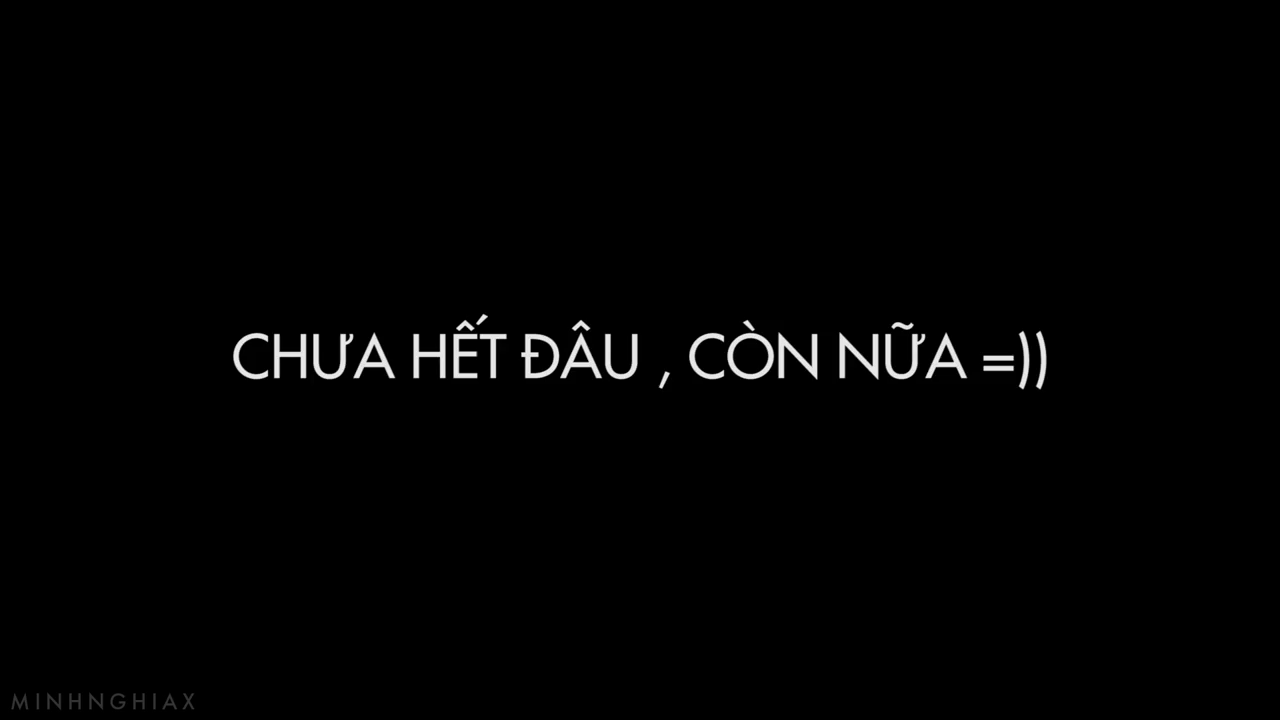 CHƯA HẾT ĐÂU , CÒN NỮA =))
MINHNGHIAX